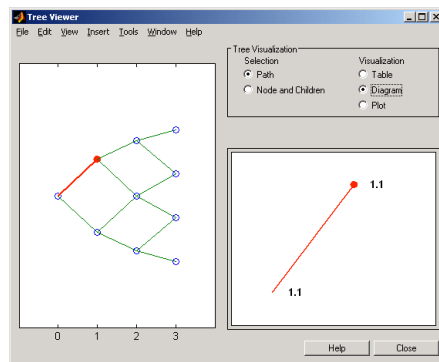 Tree Viewer
File Edit View Insert Tools Window Help
Tree Visualization
Selection
Path
Node and Children
Visualization
Table
Diagram
Plot
1.1
1.1
0 1 2 3
Help Close